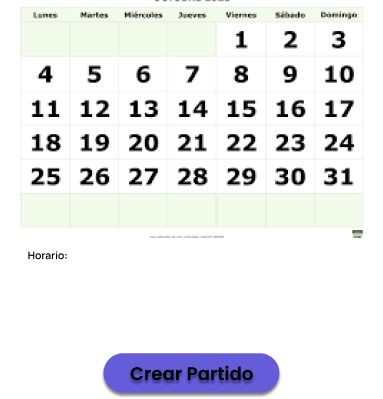 Lunes Martes Miércoles Jueves Viernes Sábado Domingo
1 2 3
4 5 6 7 8 9 10
11 12 13 14 15 16 17
18 19 20 21 22 23 24
25 26 27 28 29 30 31
Horario:
Crear Partido